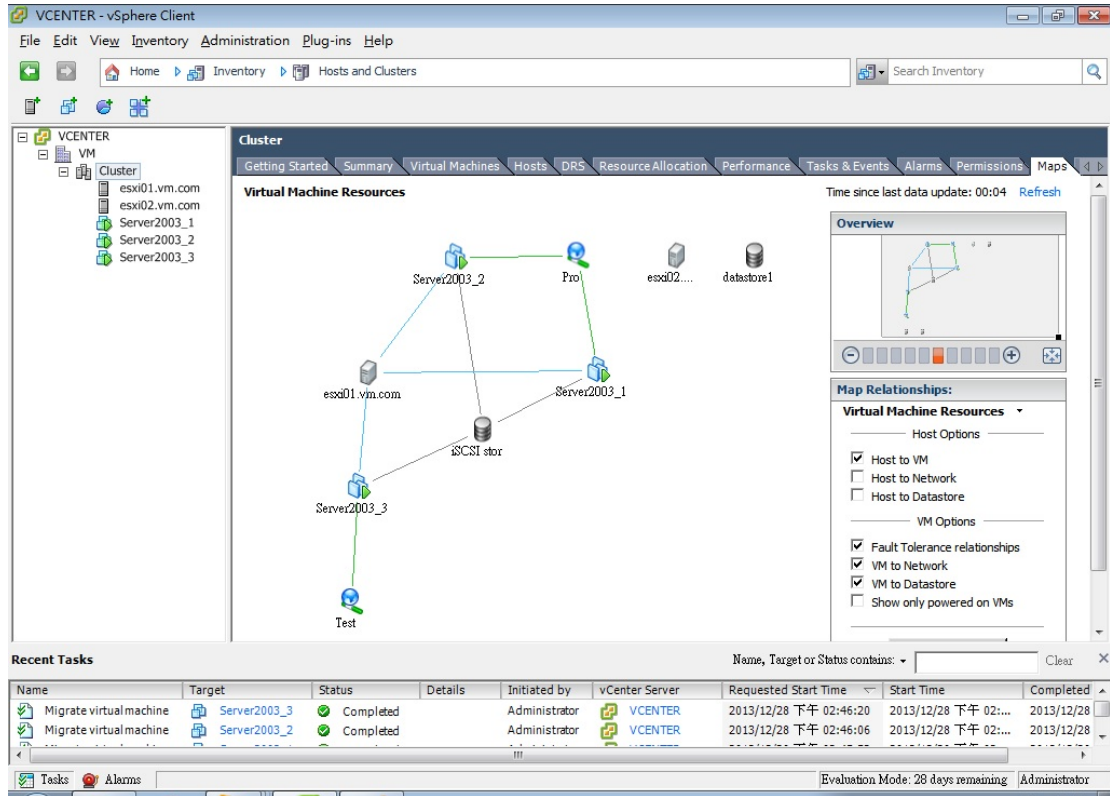 VCENTER - vSphere Client
File Edit View Inventory Administration Plug-ins Help
Home Inventory Hosts and Clusters
Search Inventory
VCENTER
VM
Cluster
esxi01.vm.com
esxi02.vm.com
Server2003_1
Server2003_2
Server2003_3
Cluster
Getting Started Summary Virtual Machines Hosts DRS Resource Allocation Performance Tasks & Events Alarms Permissions Maps
Virtual Machine Resources
Time since last data update: 00:04 Refresh
Server2003_2
Pro
esxi02....
datastore1
esxi01.vm.com
Server2003_1
iSCSI stor
Server2003_3
Test
Overview
Map Relationships:
Virtual Machine Resources
Host Options
Host to VM
Host to Network
Host to Datastore
VM Options
Fault Tolerance relationships
VM to Network
VM to Datastore
Show only powered on VMs
Recent Tasks
Name, Target or Status contains:
Clear
Name Target Status Details Initiated by vCenter Server Requested Start Time Start Time Completed
Migrate virtual machine Server2003_3 Completed Administrator VCENTER 2013/12/28 下午 02:46:20 2013/12/28 下午 02:... 2013/12/28
Migrate virtual machine Server2003_2 Completed Administrator VCENTER 2013/12/28 下午 02:46:06 2013/12/28 下午 02:... 2013/12/28
Tasks Alarms
Evaluation Mode: 28 days remaining Administrator